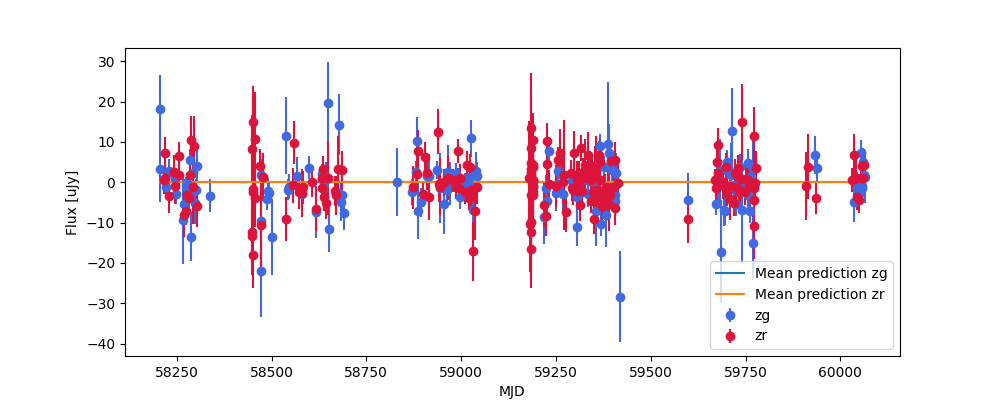 30
20
10
0
−10
−20
−30
−40
Flux [uJy]
58250 58500 58750 59000 59250 59500 59750 60000
MJD
Mean prediction zg
Mean prediction zr
zg
zr